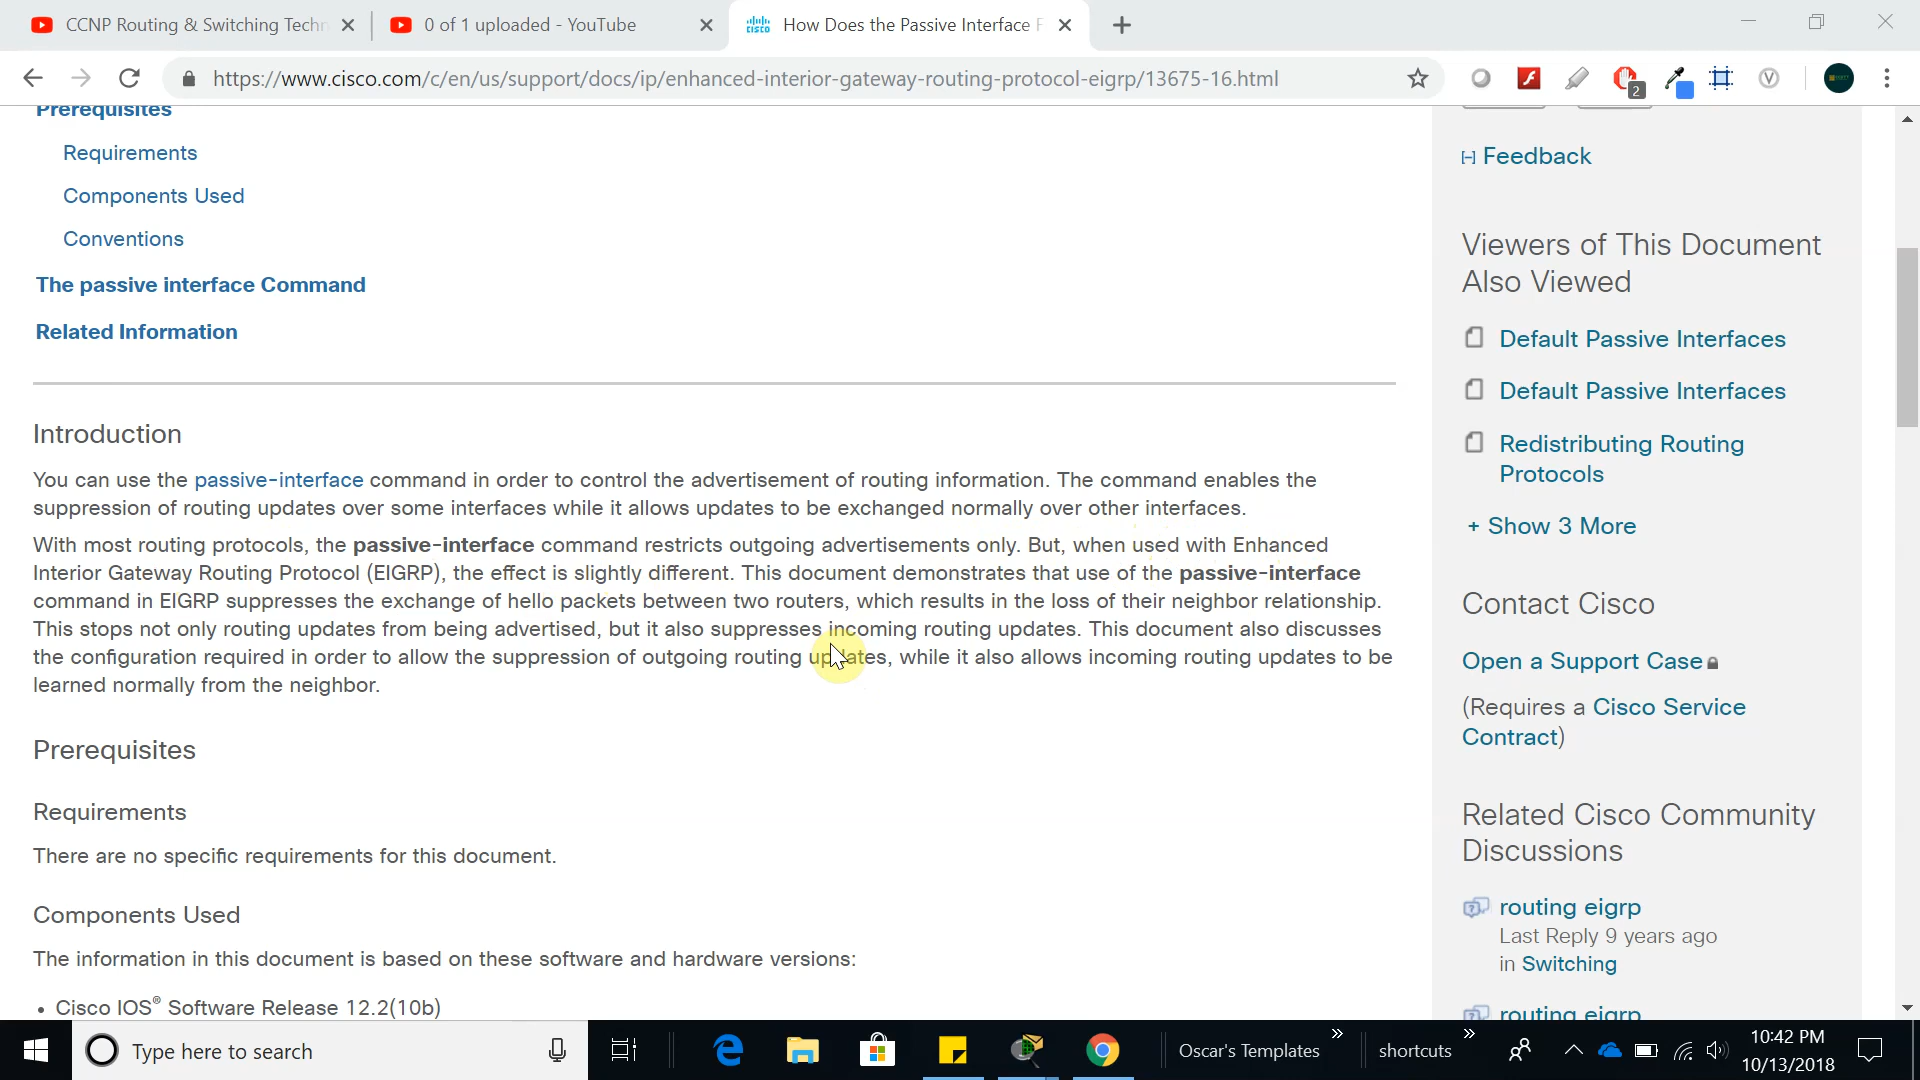 CCNP Routing & Switching Techn
0 of 1 uploaded - YouTube
How Does the Passive Interface F
https://www.cisco.com/c/en/us/support/docs/ip/enhanced-interior-gateway-routing-protocol-eigrp/13675-16.html
2
Prerequisites
Requirements
Components Used
Conventions
The passive interface Command
Related Information
Introduction
You can use the passive-interface command in order to control the advertisement of routing information. The command enables the
suppression of routing updates over some interfaces while it allows updates to be exchanged normally over other interfaces.
With most routing protocols, the passive-interface command restricts outgoing advertisements only. But, when used with Enhanced
Interior Gateway Routing Protocol (EIGRP), the effect is slightly different. This document demonstrates that use of the passive-interface
command in EIGRP suppresses the exchange of hello packets between two routers, which results in the loss of their neighbor relationship.
This stops not only routing updates from being advertised, but it also suppresses incoming routing updates. This document also discusses
the configuration required in order to allow the suppression of outgoing routing updates, while it also allows incoming routing updates to be
learned normally from the neighbor.
Prerequisites
Requirements
There are no specific requirements for this document.
Components Used
The information in this document is based on these software and hardware versions:
• Cisco IOS® Software Release 12.2(10b)
[-] Feedback
Viewers of This Document
Also Viewed
Default Passive Interfaces
Default Passive Interfaces
Redistributing Routing
Protocols
+ Show 3 More
Contact Cisco
Open a Support Case
(Requires a Cisco Service
Contract)
Related Cisco Community
Discussions
routing eigrp
Last Reply 9 years ago
in Switching
routing eigrp
Type here to search
Oscar's Templates
»
shortcuts
»
10:42 PM
10/13/2018